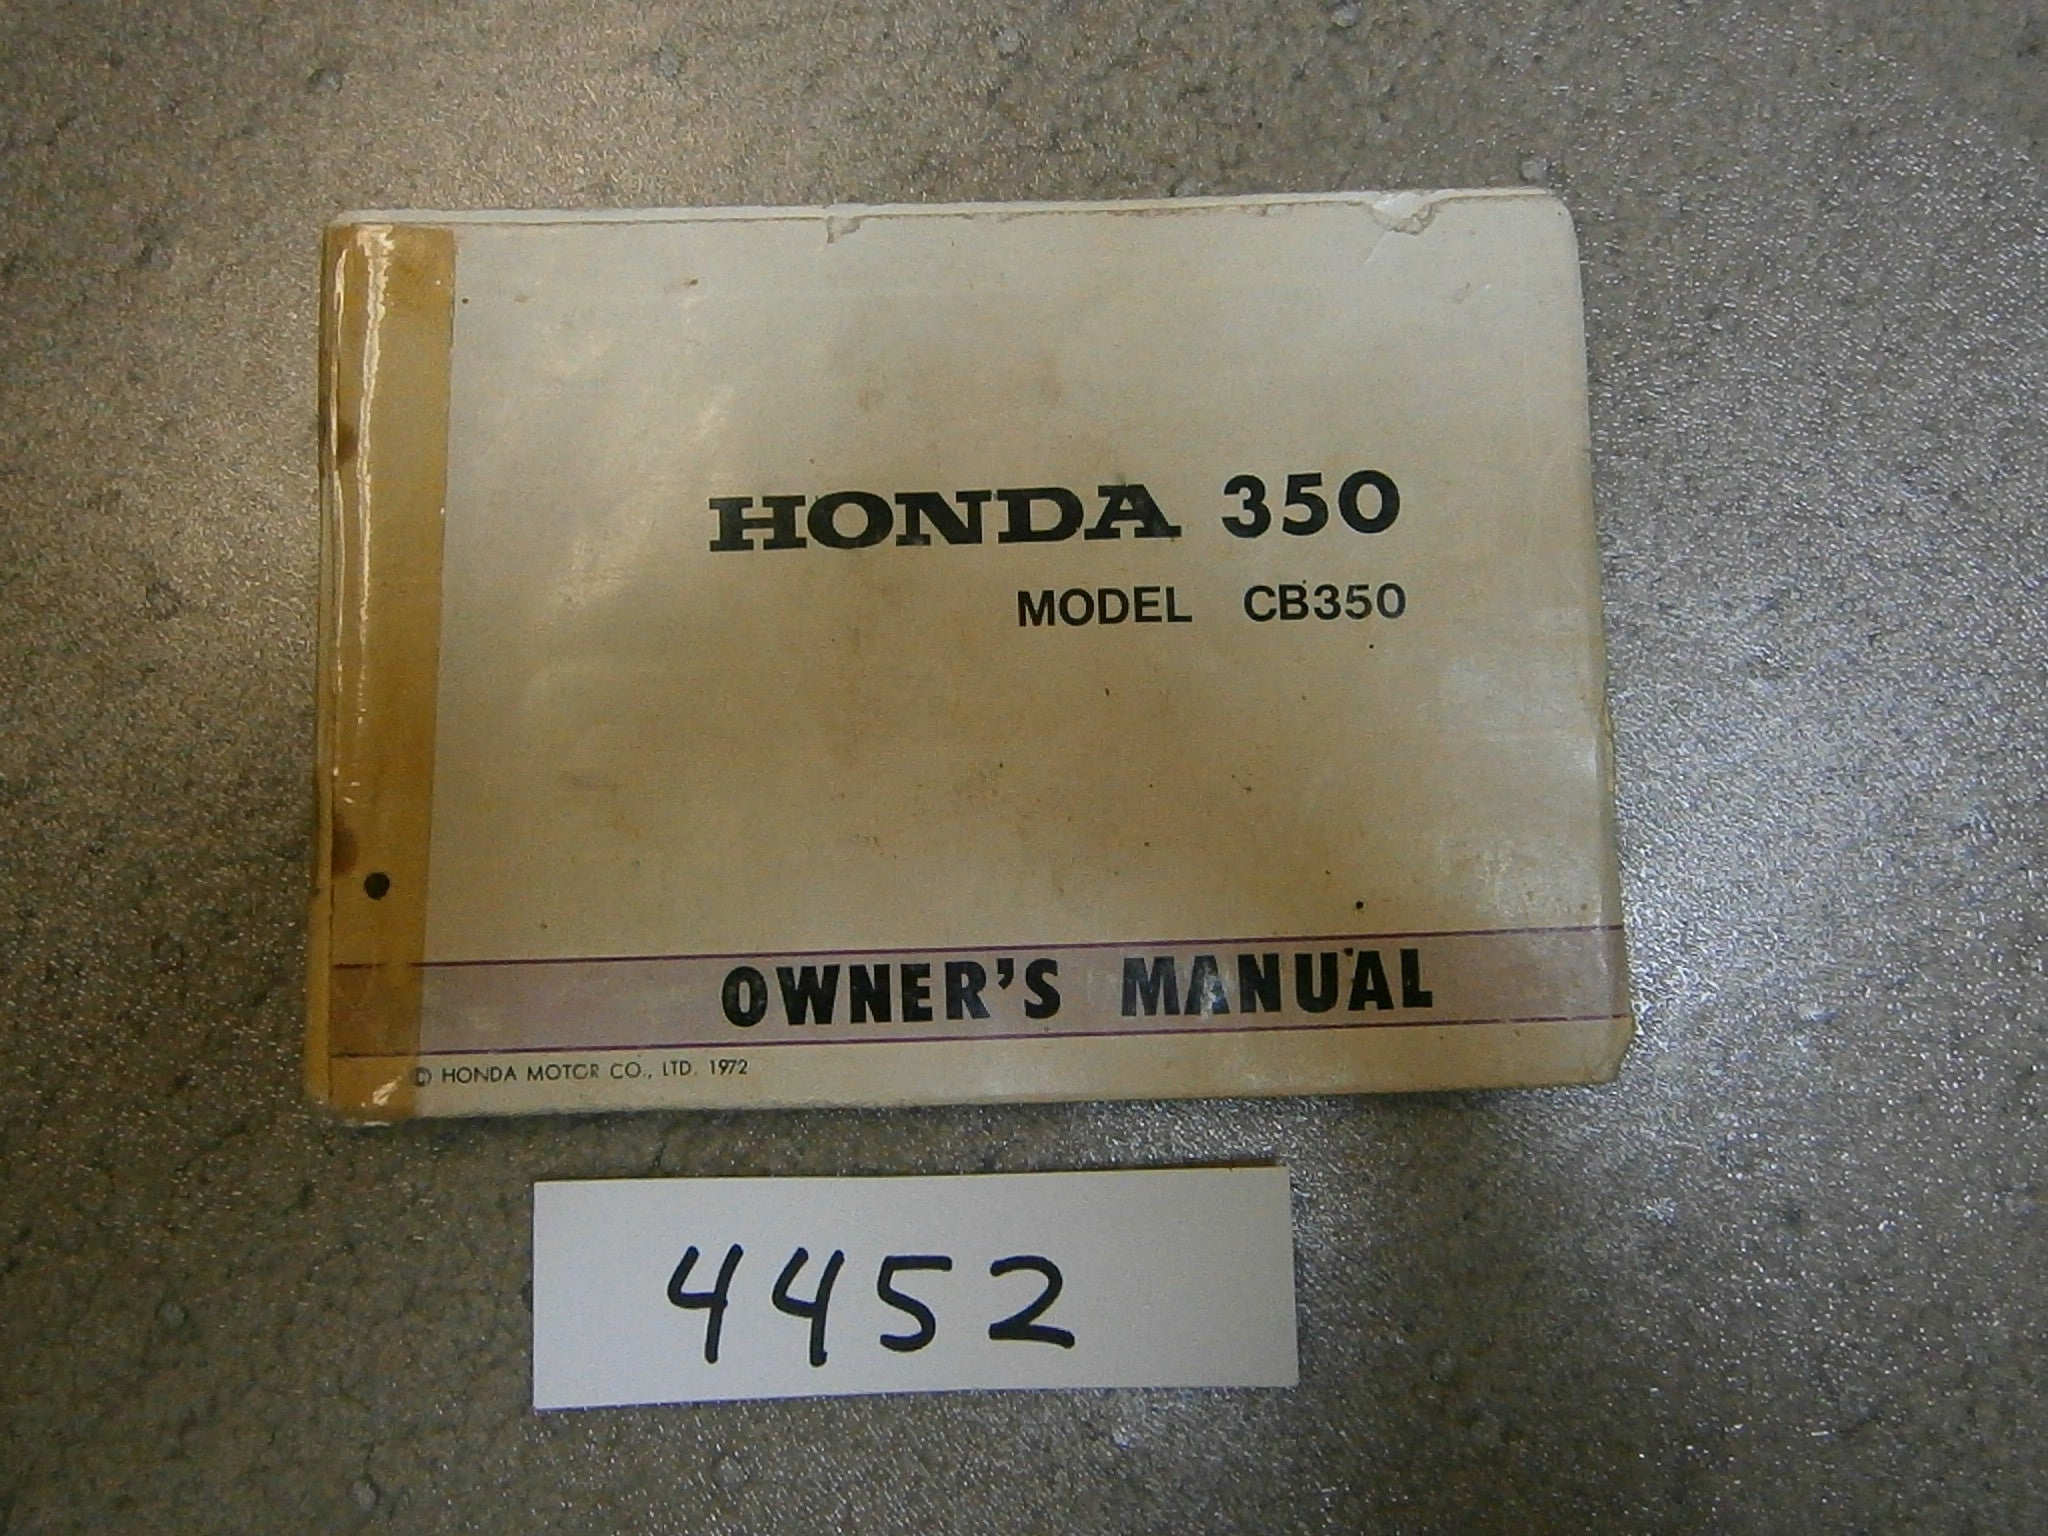 HONDA 350
MODEL CB350
OWNER'S MANUAL
© HONDA MOTOR CO., LTD. 1972
4452